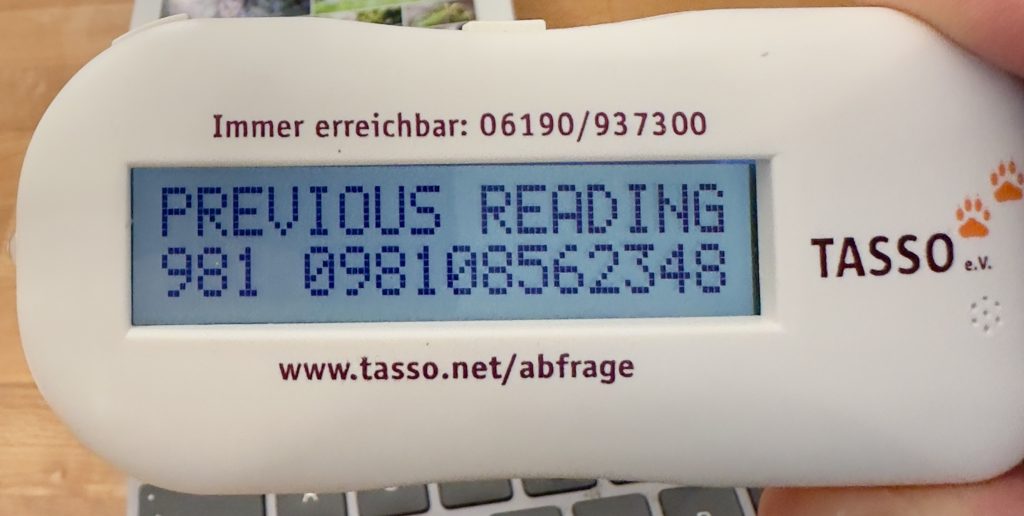 Immer erreichbar: 06190/937300
PREVIOUS READING
981 098108562348
TASSO e.V.
www.tasso.net/abfrage